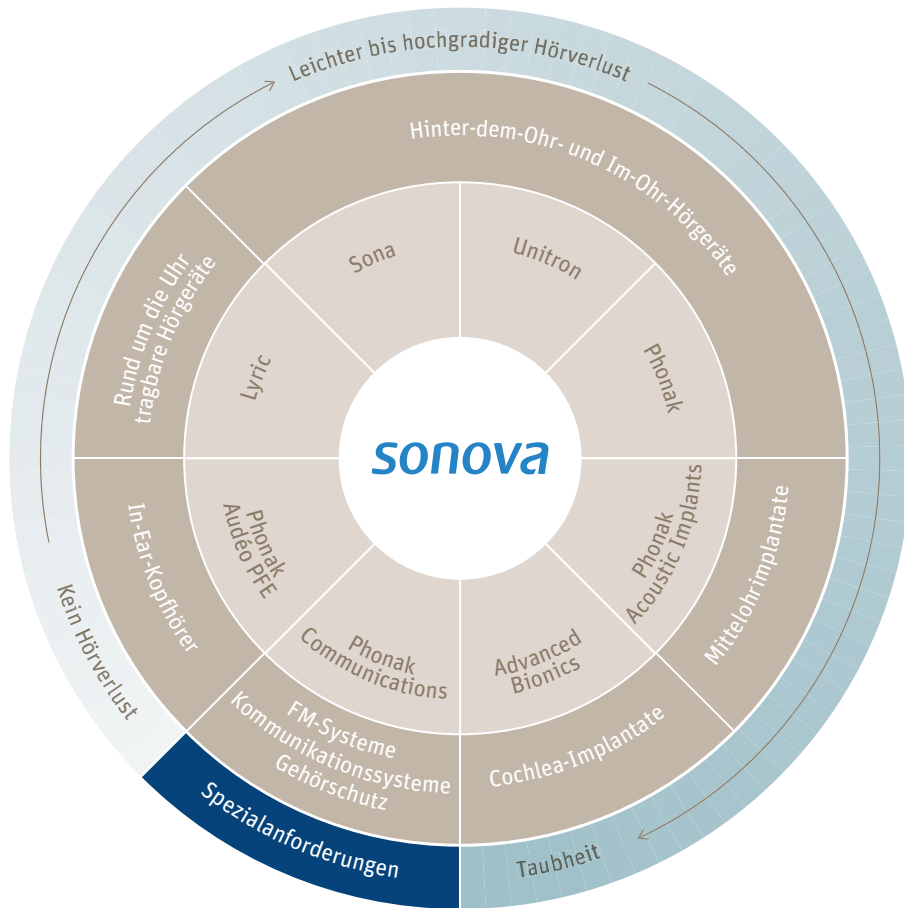 Leichter bis hochgradiger Hörverlust
Hinter-dem-Ohr- und Im-Ohr-Hörgeräte
Rund um die Uhr
tragbare Hörgeräte
Sona
Unitron
Lyric
Phonak
sonova
Phonak
Audéo PFE
Phonak
Acoustic Implants
In-Ear-Kopfhörer
Mittelohrimplantate
Kein Hörverlust
Phonak
Communications
Advanced
Bionics
FM-Systeme
Kommunikationssysteme
Gehörschutz
Cochlea-Implantate
Spezialanforderungen
Taubheit